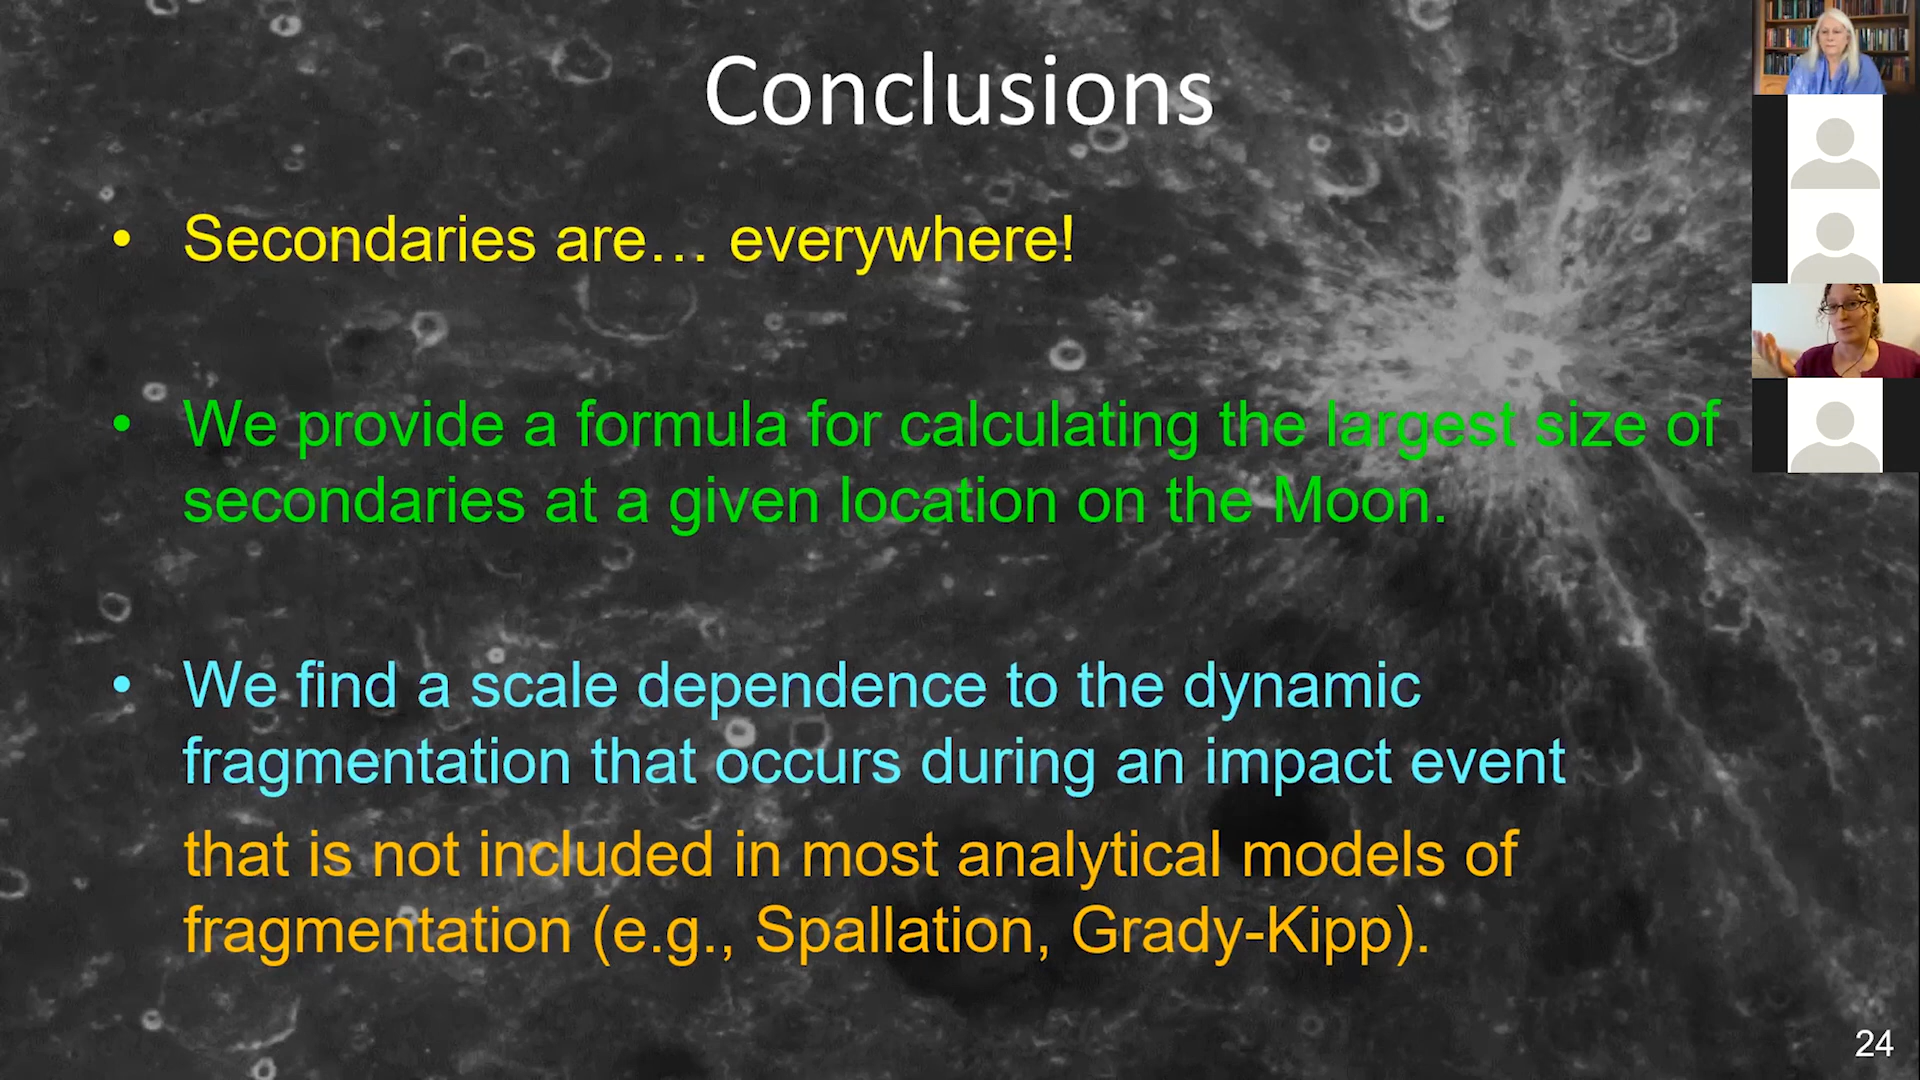 Conclusions
• Secondaries are… everywhere!
• We provide a formula for calculating the largest size of
secondaries at a given location on the Moon.
• We find a scale dependence to the dynamic
fragmentation that occurs during an impact event
that is not included in most analytical models of
fragmentation (e.g., Spallation, Grady-Kipp).
24